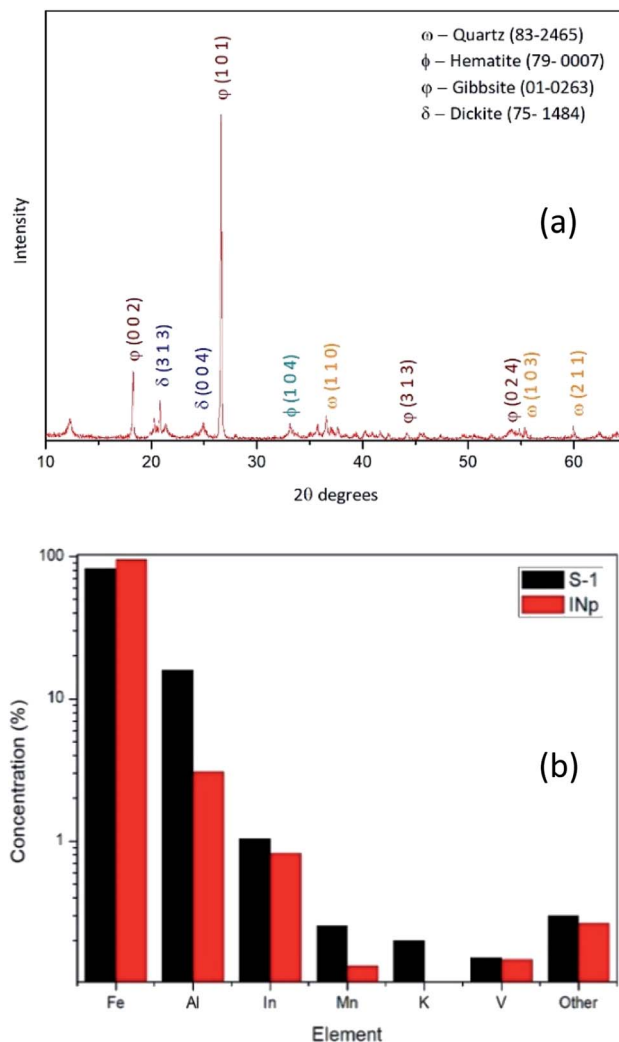 ω – Quartz (83-2465)
ϕ – Hematite (79- 0007)
φ – Gibbsite (01-0263)
δ – Dickite (75- 1484)
(a)
Intensity
φ (0 0 2)
δ (3 1 3)
δ (0 0 4)
φ (1 0 1)
ϕ (1 0 4)
ω (1 1 0)
φ (3 1 3)
φ (0 2 4)
ω (1 0 3)
ω (2 1 1)
10 20 30 40 50 60
2θ degrees
S-1
INp
(b)
Concentration (%)
100
10
1
Fe Al In Mn K V Other
Element